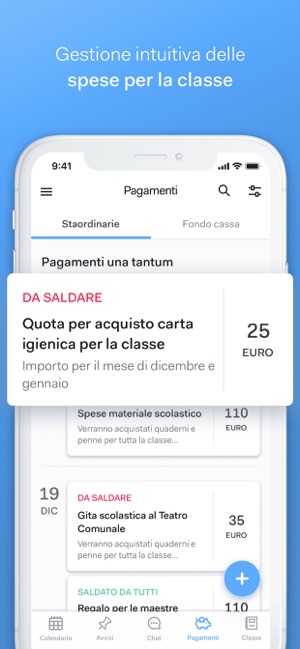 Gestione intuitiva delle
spese per la classe
9:41
Pagamenti
Staordinarie
Fondo cassa
Pagamenti una tantum
DA SALDARE
Quota per acquisto carta
igienica per la classe
Importo per il mese di dicembre e
gennaio
25
EURO
Spese materiale scolastico
Verranno acquistati quaderni e
penne per tutta la classe...
110
EURO
19
DIC
DA SALDARE
Gita scolastica al Teatro
Comunale
Verranno acquistati quaderni e
penne per tutta la classe...
35
EURO
SALDATO DA TUTTI
Regalo per le maestre
110
+
Calendario
Avvisi
Chat
Pagamenti
Classe